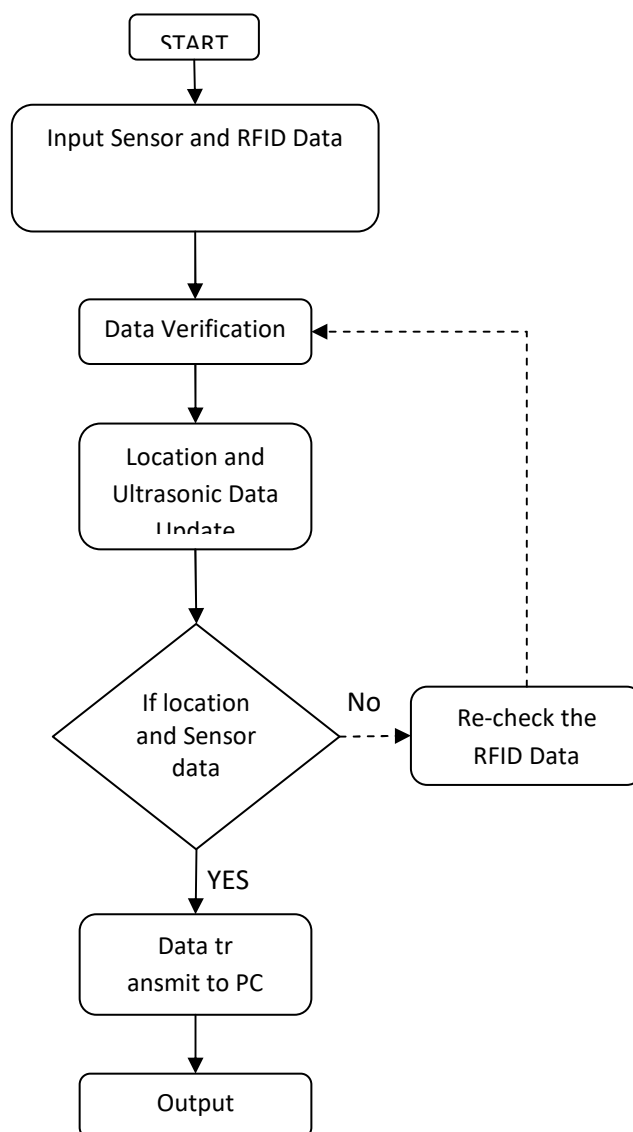 START
Input Sensor and RFID Data
Data Verification
Location and
Ultrasonic Data
Update
If location
and Sensor
data
No
Re-check the
RFID Data
YES
Data tr
ansmit to PC
Output